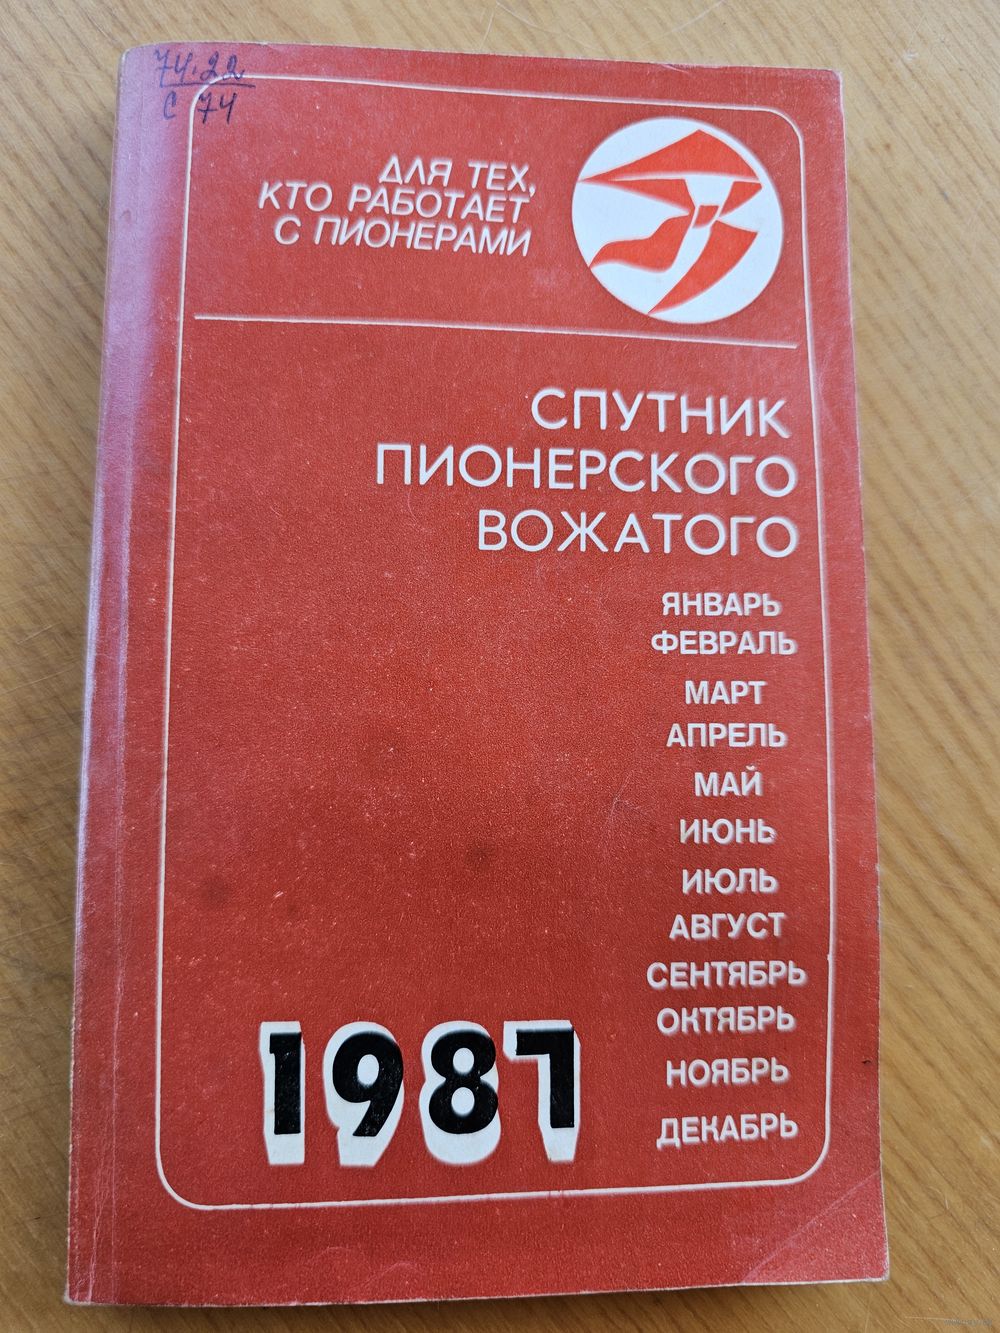 74.22
С 74
ДЛЯ ТЕХ,
КТО РАБОТАЕТ
С ПИОНЕРАМИ
СПУТНИК
ПИОНЕРСКОГО
ВОЖАТОГО
ЯНВАРЬ
ФЕВРАЛЬ
МАРТ
АПРЕЛЬ
МАЙ
ИЮНЬ
ИЮЛЬ
АВГУСТ
СЕНТЯБРЬ
ОКТЯБРЬ
НОЯБРЬ
ДЕКАБРЬ
1987